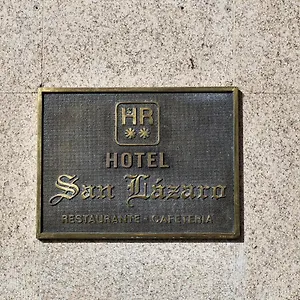 HR
**
HOTEL
San Lázaro
RESTAURANTE - CAFETERIA